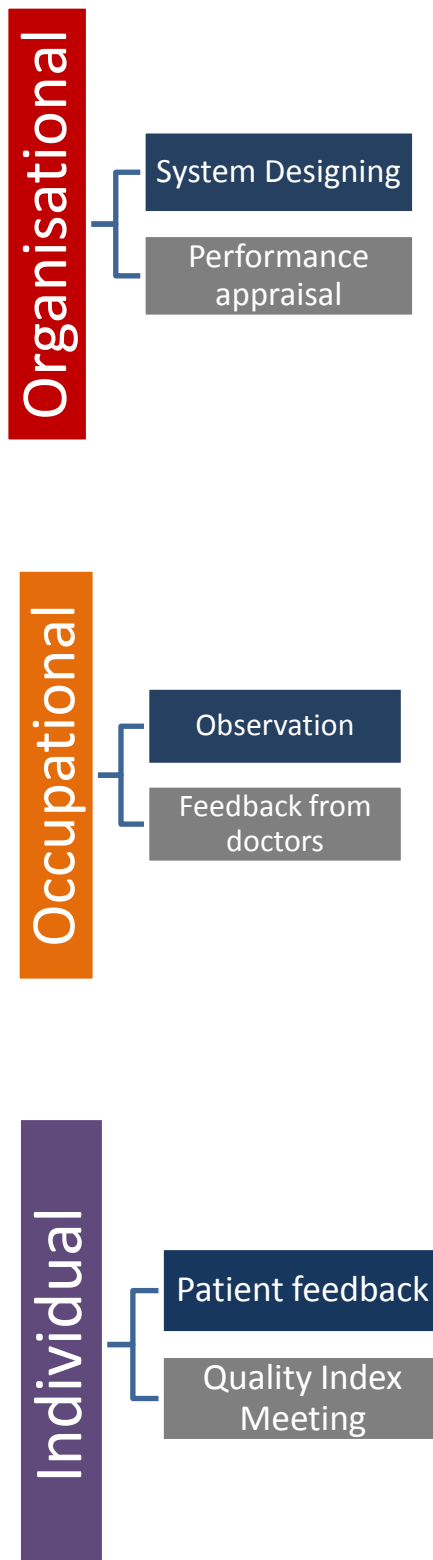 Organisational
System Designing
Performance
appraisal
Occupational
Observation
Feedback from
doctors
Individual
Patient feedback
Quality Index
Meeting